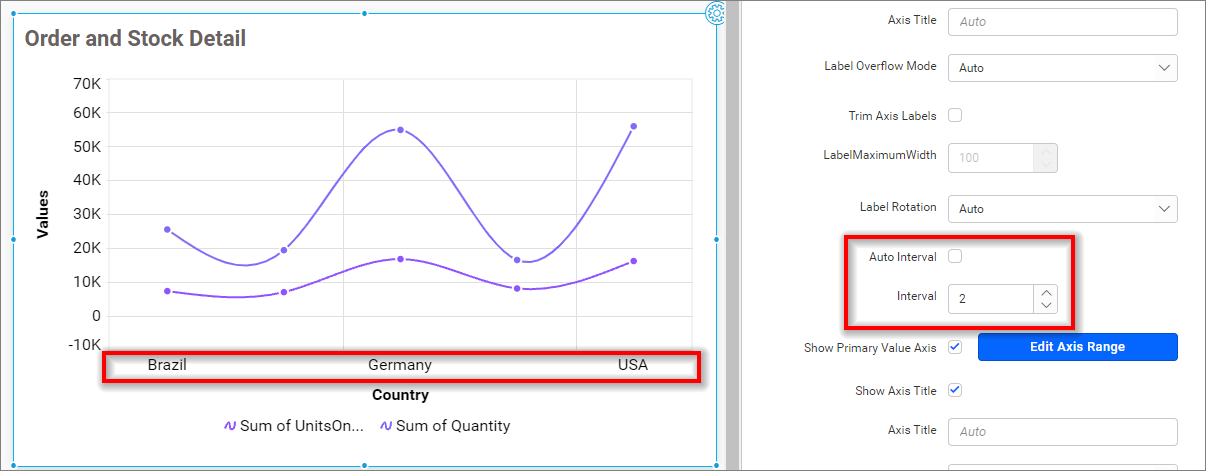 Order and Stock Detail
70K
60K
50K
40K
30K
20K
10K
0
-10K
Values
Brazil Germany USA
Country
Sum of UnitsOn... Sum of Quantity
Axis Title Auto
Label Overflow Mode Auto
Trim Axis Labels
LabelMaximumWidth 100
Label Rotation Auto
Auto Interval
Interval 2
Show Primary Value Axis Edit Axis Range
Show Axis Title
Axis Title Auto